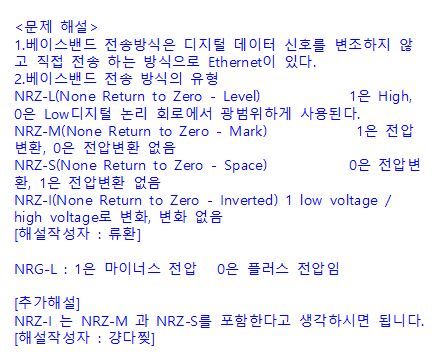 <문제 해설>
1.베이스밴드 전송방식은 디지털 데이터 신호를 변조하지 않
고 직접 전송 하는 방식으로 Ethernet이 있다.
2.베이스밴드 전송 방식의 유형
NRZ-L(None Return to Zero - Level) 1은 High,
0은 Low디지털 논리 회로에서 광범위하게 사용된다.
NRZ-M(None Return to Zero - Mark) 1은 전압
변환, 0은 전압변환 없음
NRZ-S(None Return to Zero - Space) 0은 전압변
환, 1은 전압변환 없음
NRZ-I(None Return to Zero - Inverted) 1 low voltage /
high voltage로 변화, 변화 없음
[해설작성자 : 류환]

NRG-L : 1은 마이너스 전압 0은 플러스 전압임

[추가해설]
NRZ-I 는 NRZ-M 과 NRZ-S를 포함한다고 생각하시면 됩니다.
[해설작성자 : 걍다찢]